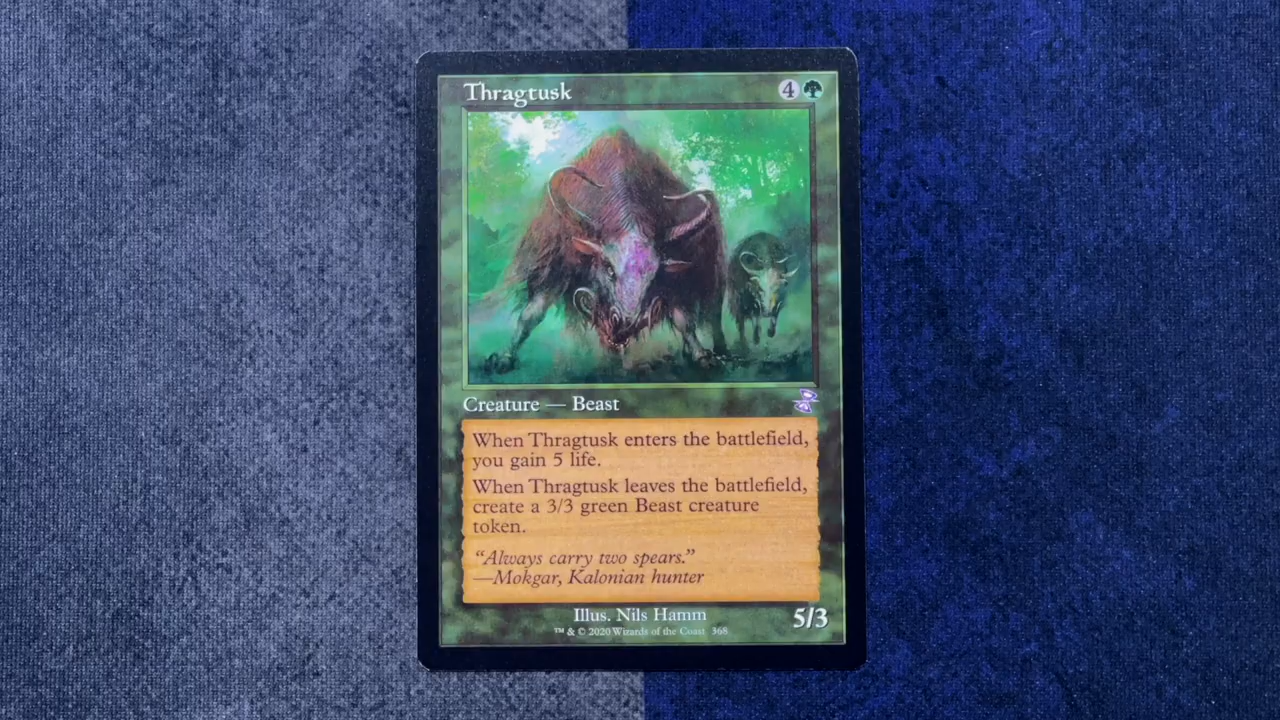 Thragtusk 4
Creature — Beast
When Thragtusk enters the battlefield,
you gain 5 life.
When Thragtusk leaves the battlefield,
create a 3/3 green Beast creature
token.
“Always carry two spears.”
—Mokgar, Kalonian hunter
Illus. Nils Hamm
5/3
™ & © 2020 Wizards of the Coast 368